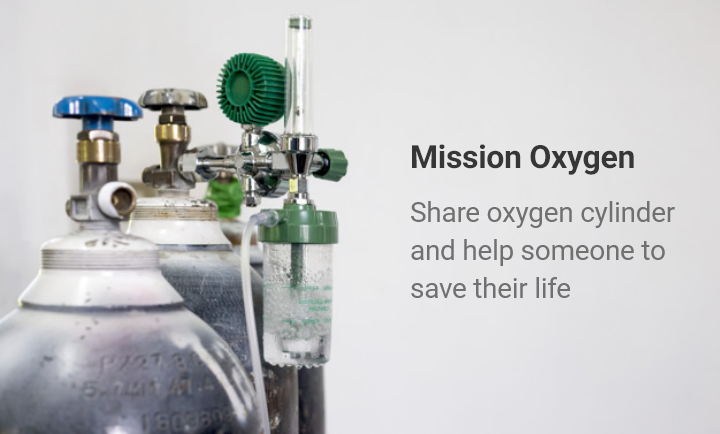 Mission Oxygen
Share oxygen cylinder
and help someone to
save their life